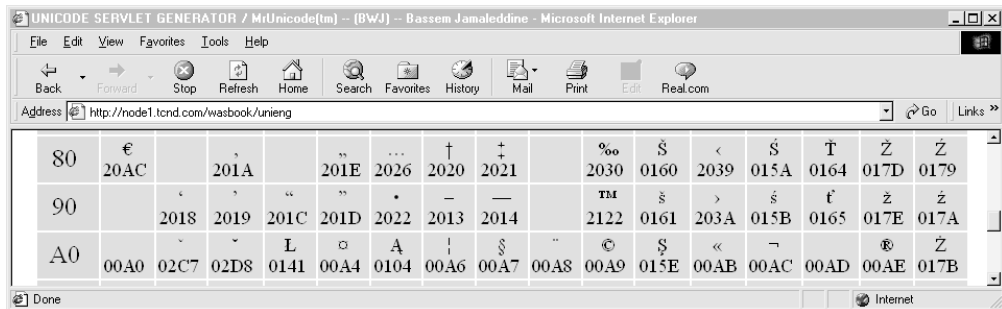 UNICODE SERVLET GENERATOR / MrUnicode(tm) -- (BWJ) -- Bassem Jamaleddine - Microsoft Internet Explorer
File Edit View Favorites Tools Help
Back Forward Stop Refresh Home Search Favorites History Mail Print Edit Real.com
Address http://node1.tcnd.com/wasbook/unieng Go Links »
80 € ‚ „ … † ‡ ‰ Š ‹ Ś Ť Ž Ź
20AC 201A 201E 2026 2020 2021 2030 0160 2039 015A 0164 017D 0179
90 ‘ ’ “ ” • – — ™ š › ś ť ž ź
2018 2019 201C 201D 2022 2013 2014 2122 0161 203A 015B 0165 017E 017A
A0 ˇ ˘ Ł ¤ Ą ¦ § ¨ © Ş « ¬ ® Ż
00A0 02C7 02D8 0141 00A4 0104 00A6 00A7 00A8 00A9 015E 00AB 00AC 00AD 00AE 017B
Done Internet